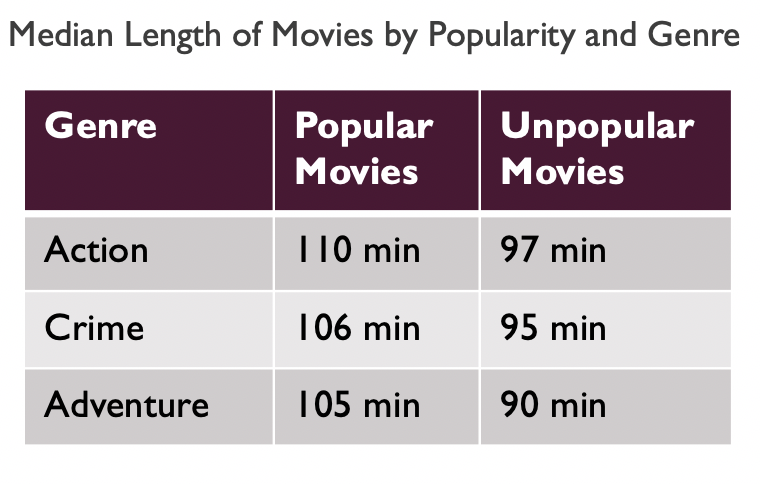 Median Length of Movies by Popularity and Genre
Genre Popular Movies Unpopular Movies
Action 110 min 97 min
Crime 106 min 95 min
Adventure 105 min 90 min